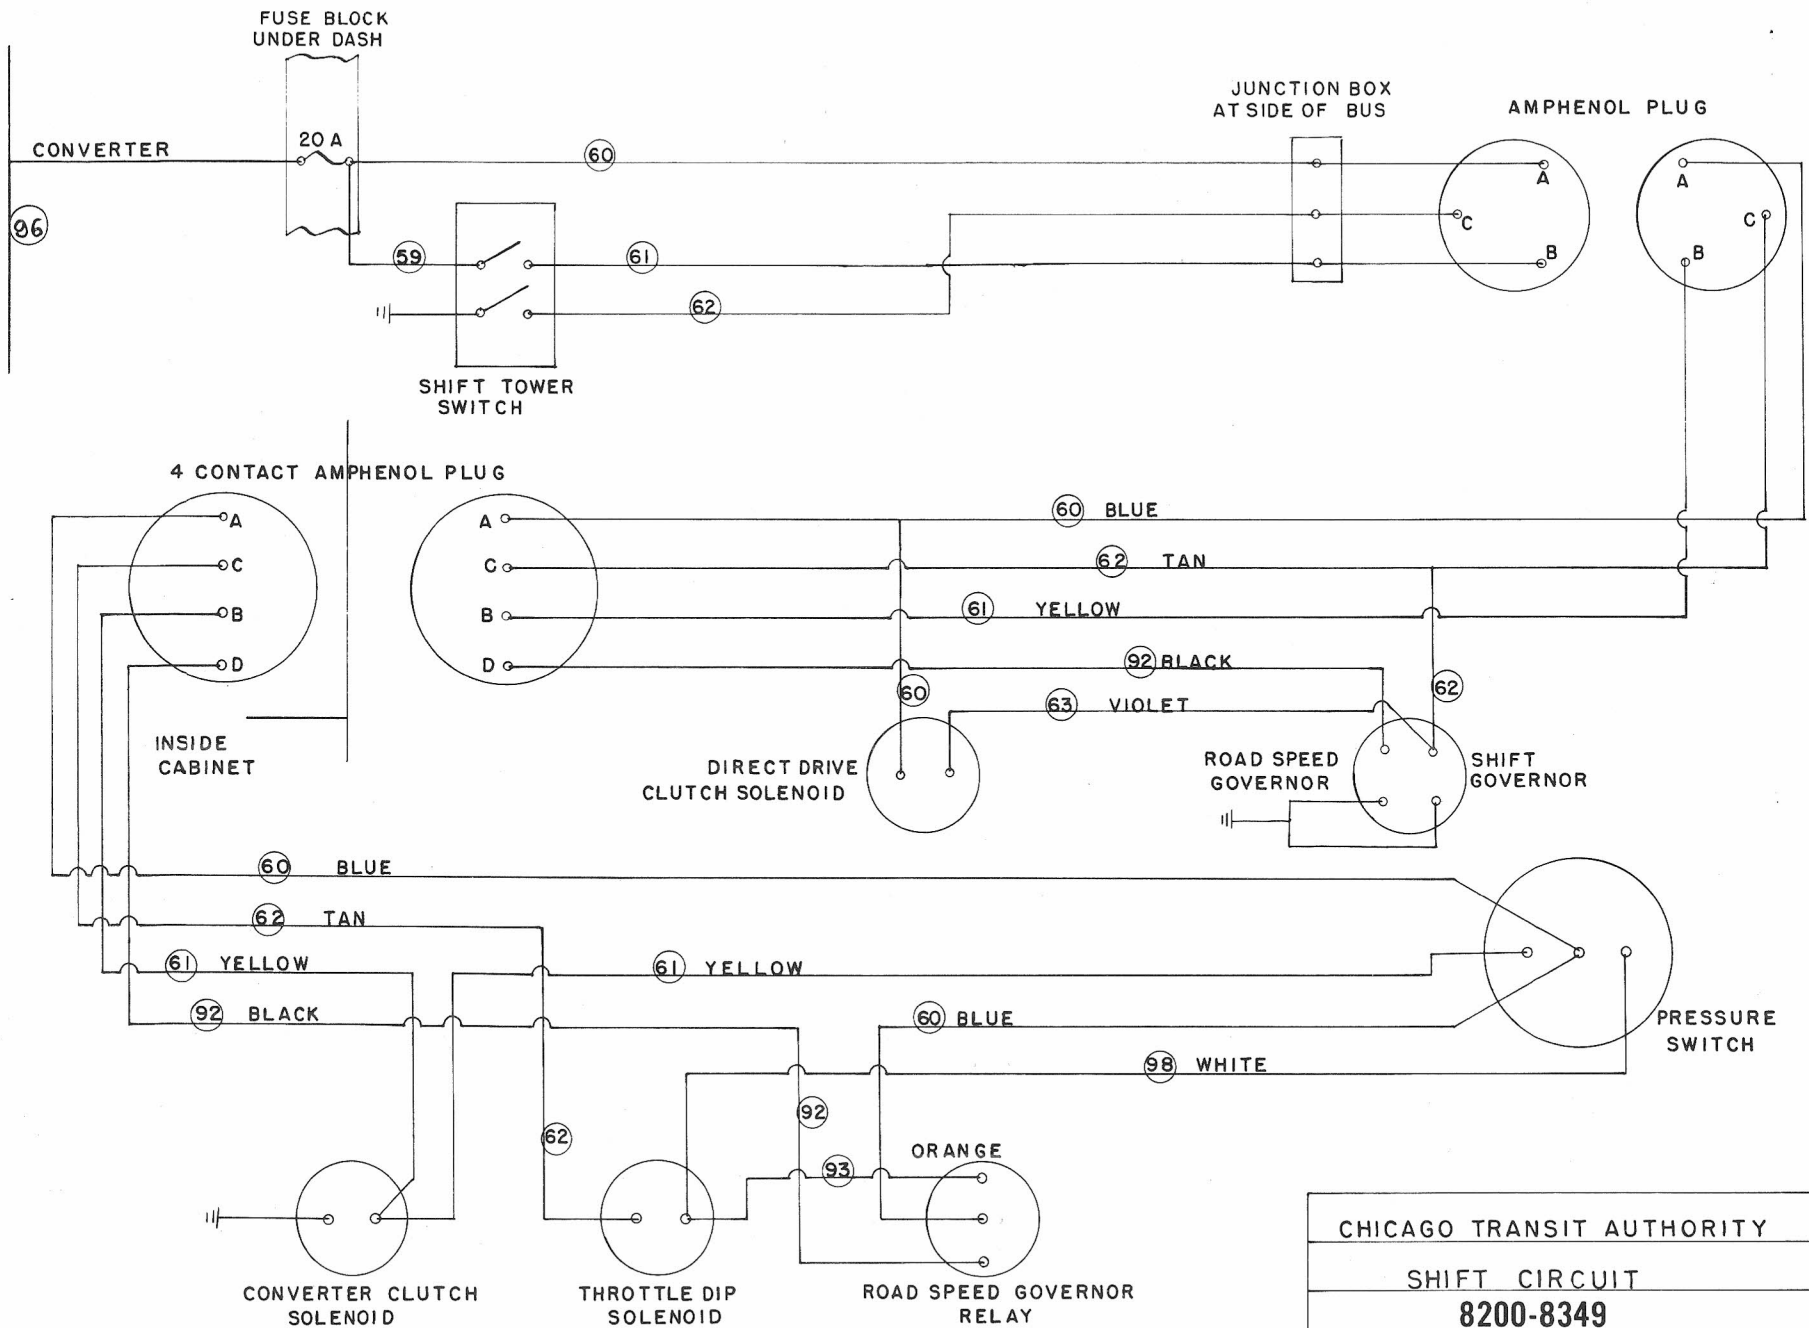 FUSE BLOCK
UNDER DASH
JUNCTION BOX
AT SIDE OF BUS
AMPHENOL PLUG
CONVERTER
20 A
60
A
A
96
C
C
59
61
B
B
62
SHIFT TOWER
SWITCH
4 CONTACT AMPHENOL PLUG
A
A
60 BLUE
C
C
62 TAN
B
B
61 YELLOW
D
D
92 BLACK
60
63 VIOLET
62
INSIDE
CABINET
DIRECT DRIVE
CLUTCH SOLENOID
ROAD SPEED
GOVERNOR
SHIFT
GOVERNOR
60 BLUE
62 TAN
61 YELLOW
61 YELLOW
92 BLACK
60 BLUE
PRESSURE
SWITCH
98 WHITE
92
62
93
ORANGE
CONVERTER CLUTCH
SOLENOID
THROTTLE DIP
SOLENOID
ROAD SPEED GOVERNOR
RELAY
CHICAGO TRANSIT AUTHORITY
SHIFT CIRCUIT
8200-8349